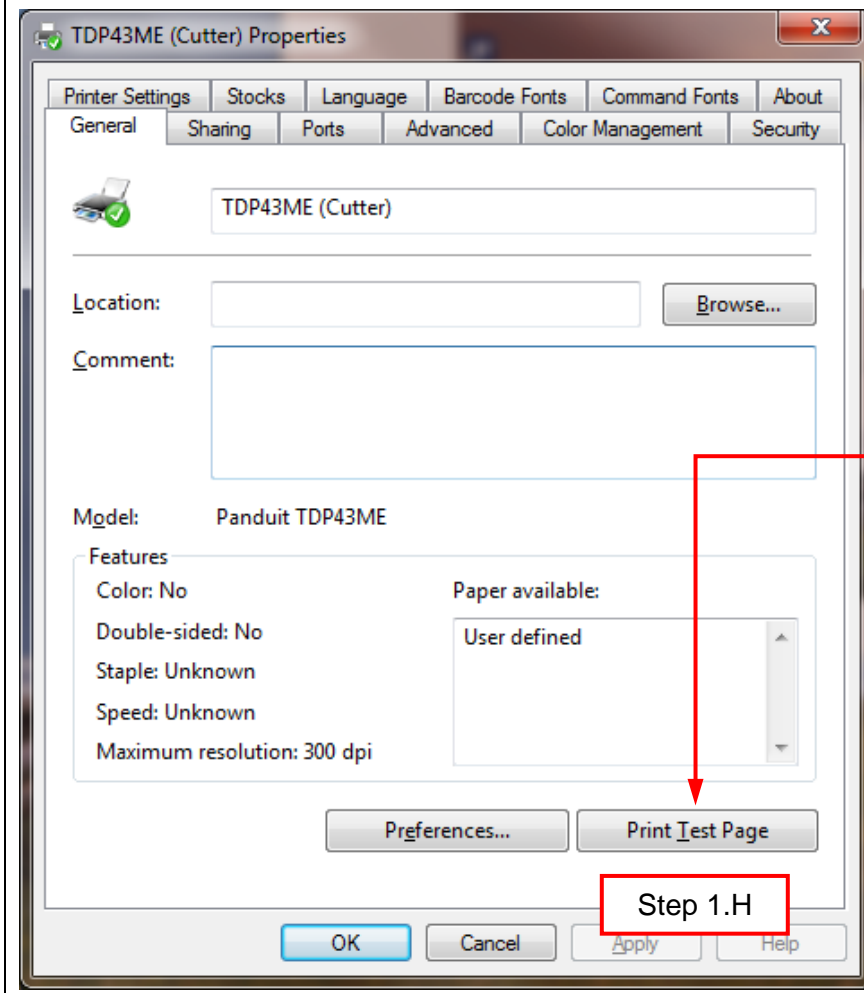 TDP43ME (Cutter) Properties
Printer Settings Stocks Language Barcode Fonts Command Fonts About
General Sharing Ports Advanced Color Management Security
TDP43ME (Cutter)
Location: Browse...
Comment:
Model: Panduit TDP43ME
Features
Color: No Paper available:
Double-sided: No User defined
Staple: Unknown
Speed: Unknown
Maximum resolution: 300 dpi
Preferences... Print Test Page
Step 1.H
OK Cancel Apply Help